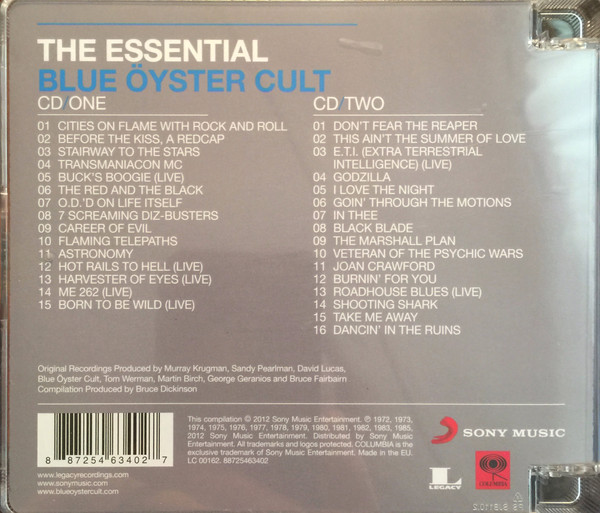 THE ESSENTIAL
BLUE ÖYSTER CULT
CD/ONE
01 CITIES ON FLAME WITH ROCK AND ROLL
02 BEFORE THE KISS, A REDCAP
03 STAIRWAY TO THE STARS
04 TRANSMANIACON MC
05 BUCK'S BOOGIE (LIVE)
06 THE RED AND THE BLACK
07 O.D.'D ON LIFE ITSELF
08 7 SCREAMING DIZ-BUSTERS
09 CAREER OF EVIL
10 FLAMING TELEPATHS
11 ASTRONOMY
12 HOT RAILS TO HELL (LIVE)
13 HARVESTER OF EYES (LIVE)
14 ME 262 (LIVE)
15 BORN TO BE WILD (LIVE)
CD/TWO
01 DON'T FEAR THE REAPER
02 THIS AIN'T THE SUMMER OF LOVE
03 E.T.I. (EXTRA TERRESTRIAL
INTELLIGENCE) (LIVE)
04 GODZILLA
05 I LOVE THE NIGHT
06 GOIN' THROUGH THE MOTIONS
07 IN THEE
08 BLACK BLADE
09 THE MARSHALL PLAN
10 VETERAN OF THE PSYCHIC WARS
11 JOAN CRAWFORD
12 BURNIN' FOR YOU
13 ROADHOUSE BLUES (LIVE)
14 SHOOTING SHARK
15 TAKE ME AWAY
16 DANCIN' IN THE RUINS
Original Recordings Produced by Murray Krugman, Sandy Pearlman, David Lucas,
Blue Öyster Cult, Tom Werman, Martin Birch, George Geranios and Bruce Fairbairn
Compilation Produced by Bruce Dickinson
8 87254 63402 7
www.legacyrecordings.com
www.sonymusic.com
www.blueoystercult.com
This compilation ℗ 2012 Sony Music Entertainment. ℗ 1972, 1973,
1974, 1975, 1976, 1977, 1978, 1979, 1980, 1981, 1982, 1983, 1985,
2012 Sony Music Entertainment. Distributed by Sony Music
Entertainment. All trademarks and logos protected. COLUMBIA is the
exclusive trademark of Sony Music Entertainment. Made in the EU.
LC 00162. 88725463402
SONY MUSIC
L
LEGACY
COLUMBIA